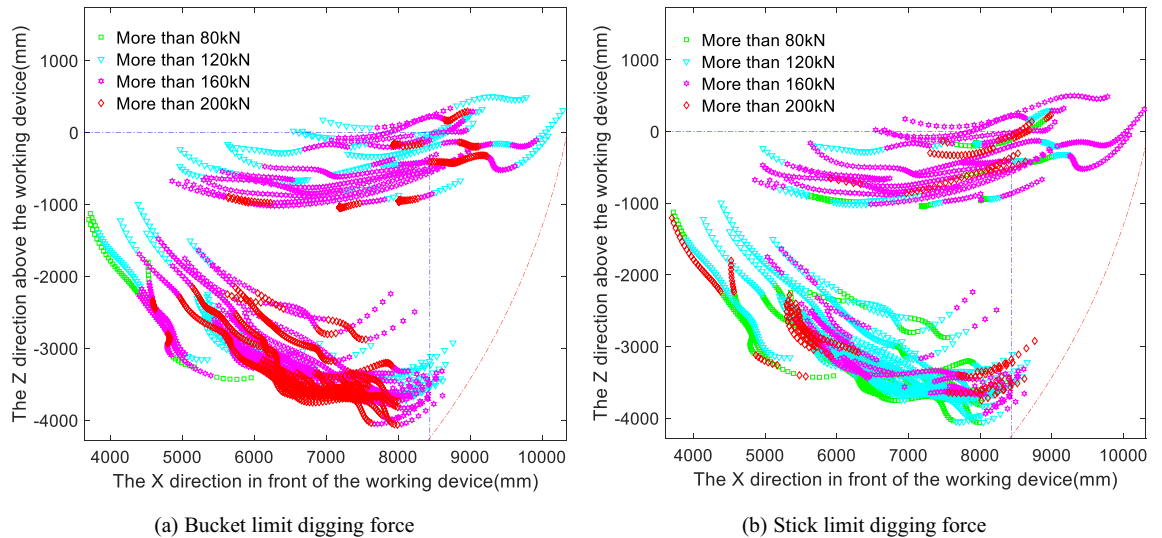 The Z direction above the working device(mm)
1000
0
-1000
-2000
-3000
-4000
More than 80kN
More than 120kN
More than 160kN
More than 200kN
4000 5000 6000 7000 8000 9000 10000
The X direction in front of the working device(mm)
(a) Bucket limit digging force
The Z direction above the working device(mm)
1000
0
-1000
-2000
-3000
-4000
More than 80kN
More than 120kN
More than 160kN
More than 200kN
4000 5000 6000 7000 8000 9000 10000
The X direction in front of the working device(mm)
(b) Stick limit digging force